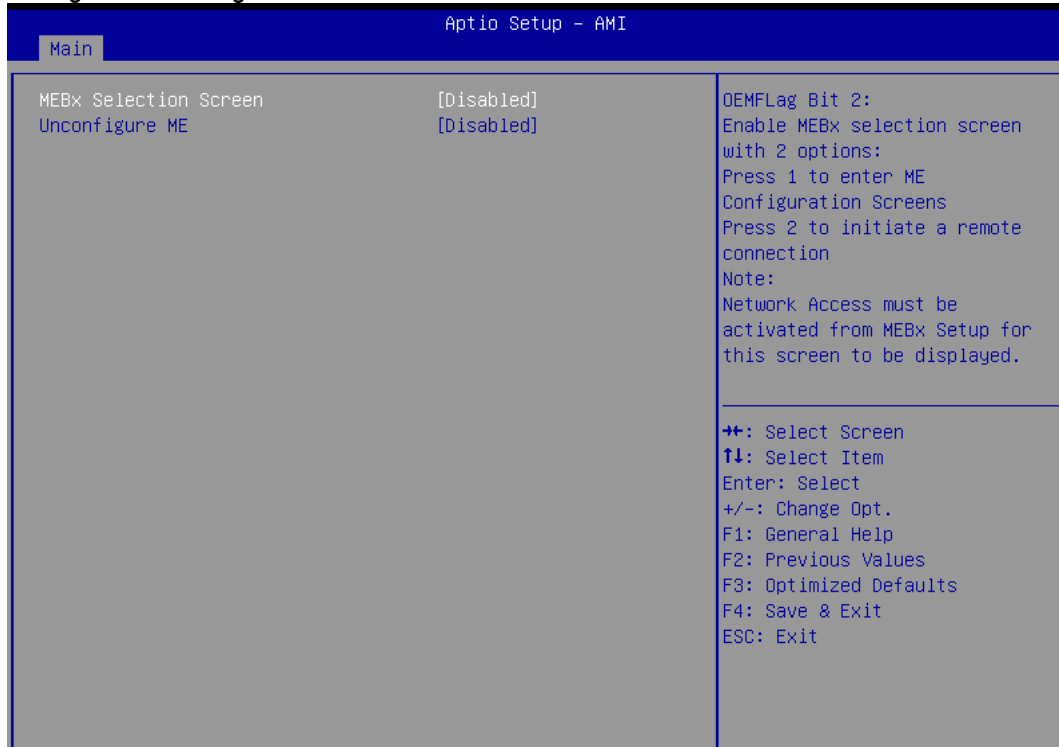 Aptio Setup – AMI
Main
MEBx Selection Screen [Disabled]
Unconfigure ME [Disabled]
OEMFLag Bit 2:
Enable MEBx selection screen
with 2 options:
Press 1 to enter ME
Configuration Screens
Press 2 to initiate a remote
connection
Note:
Network Access must be
activated from MEBx Setup for
this screen to be displayed.
→←: Select Screen
↑↓: Select Item
Enter: Select
+/-: Change Opt.
F1: General Help
F2: Previous Values
F3: Optimized Defaults
F4: Save & Exit
ESC: Exit